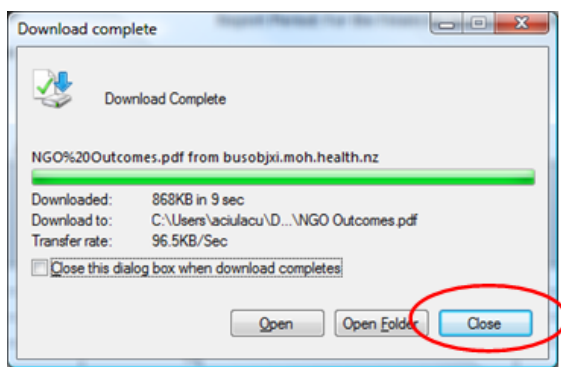 Download complete
Download Complete
NGO%20Outcomes.pdf from busobjxi.moh.health.nz
Downloaded: 868KB in 9 sec
Download to: C:\Users\aciulacu\D...\NGO Outcomes.pdf
Transfer rate: 96.5KB/Sec
Close this dialog box when download completes
Open Open Folder Close